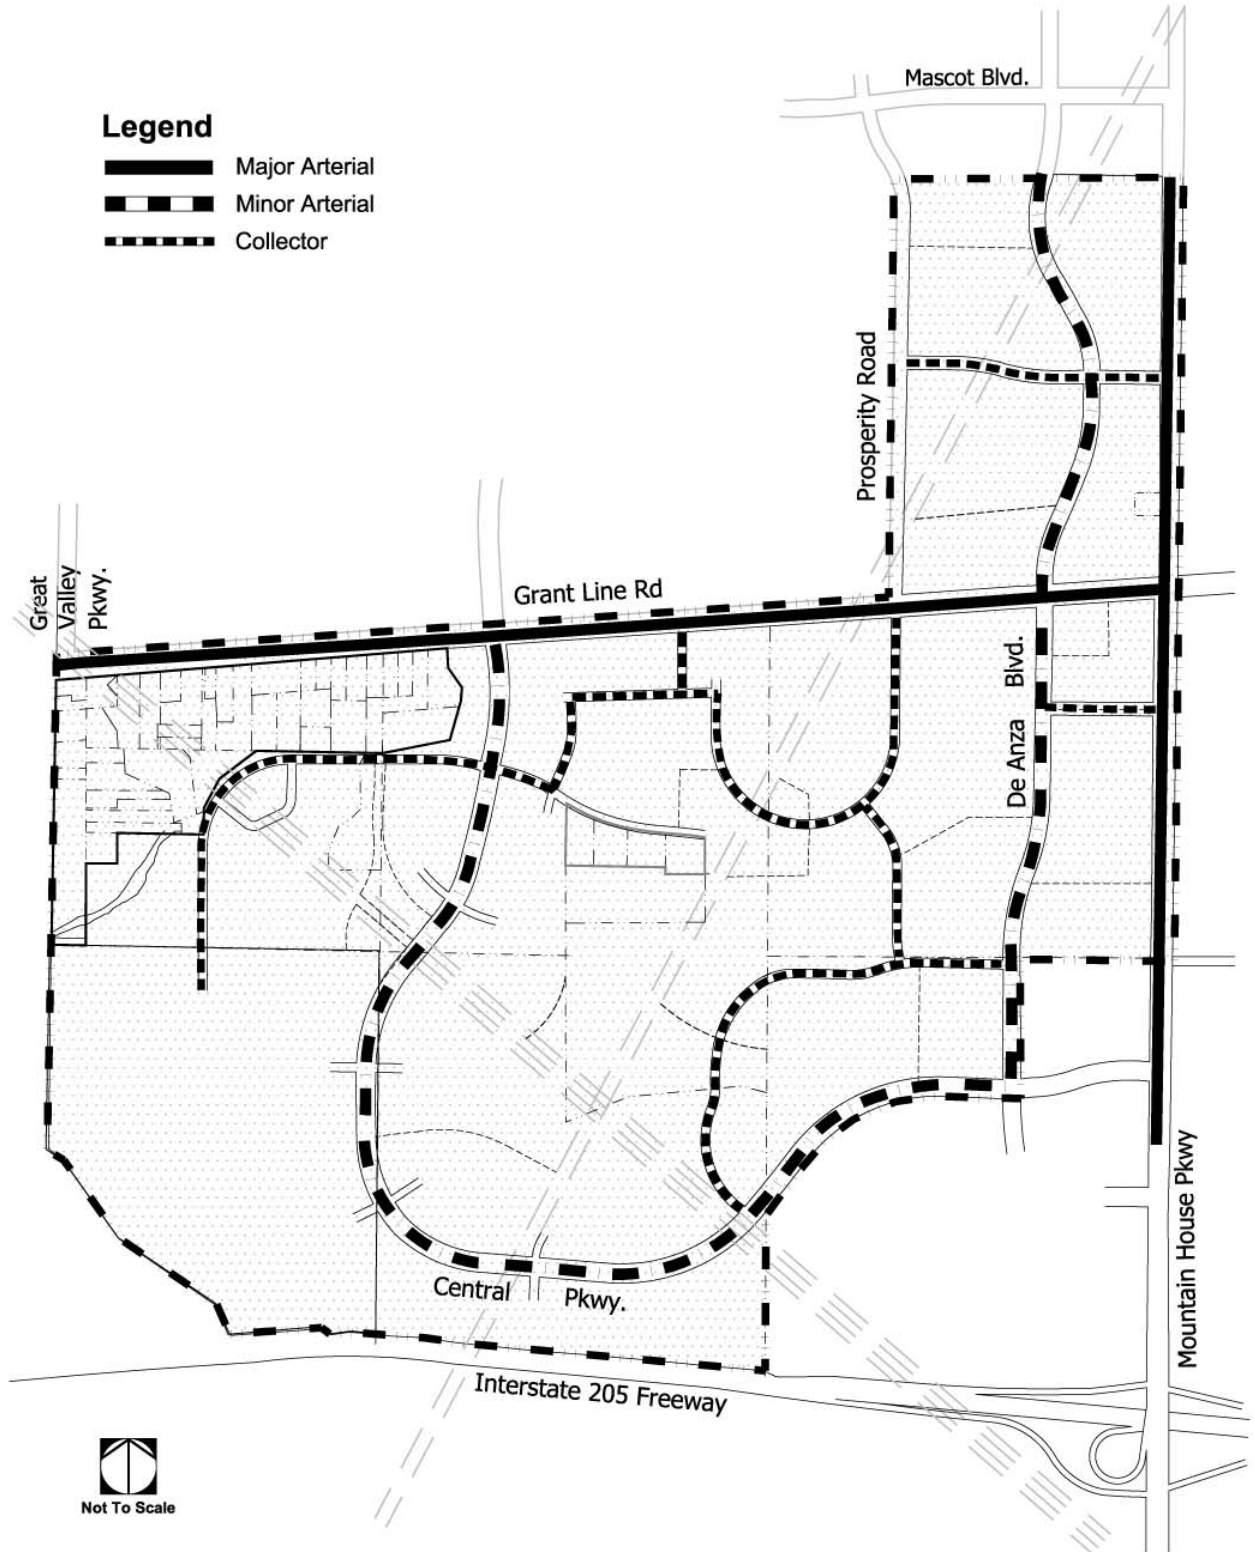 Mascot Blvd.
Legend
Major Arterial
Minor Arterial
Collector
Prosperity Road
Great
Valley
Pkwy.
Grant Line Rd
De Anza Blvd.
Central Pkwy.
Mountain House Pkwy
Interstate 205 Freeway
Not To Scale